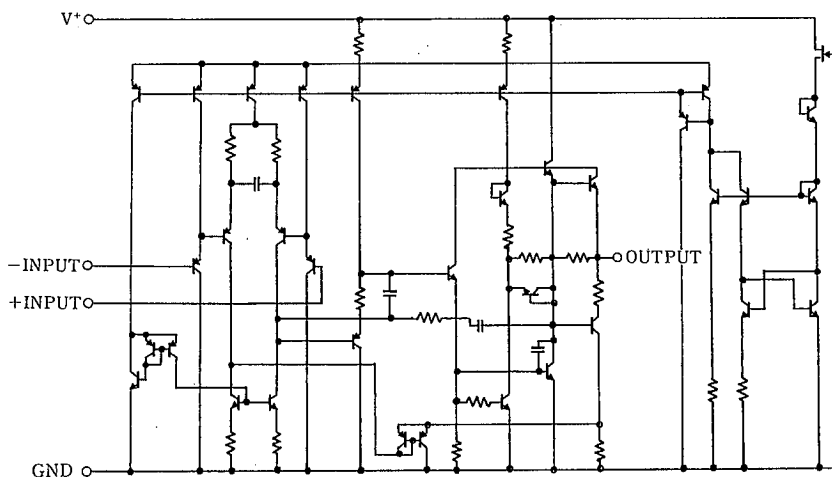 V⁺
-INPUT
+INPUT
OUTPUT
GND